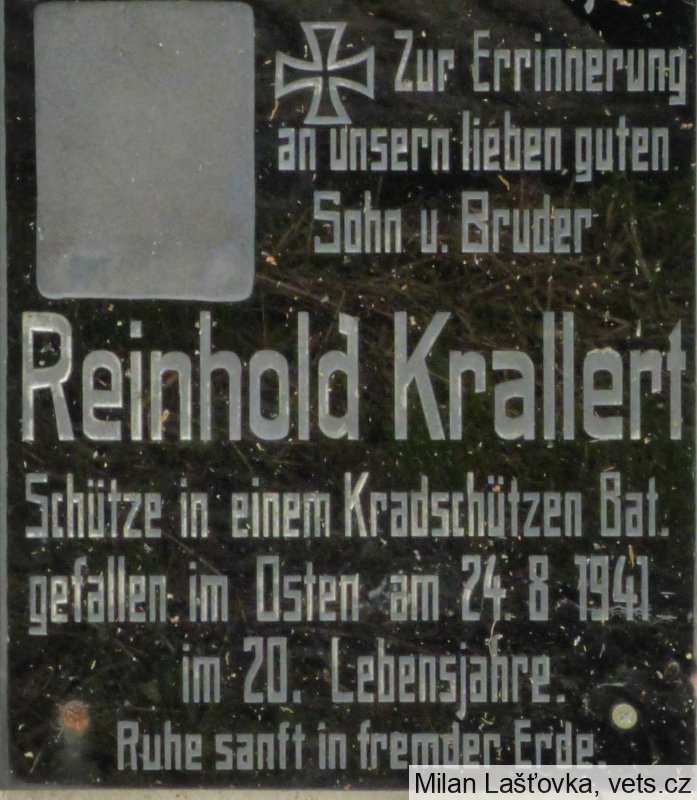 Zur Errinnerung
an unsern lieben, guten
Sohn u. Bruder
Reinhold Krallert
Schütze in einem Kradschützen Bat.
gefallen im Osten am 24. 8. 1941
im 20. Lebensjahre.
Ruhe sanft in fremder Erde.
Milan Lašťovka, vets.cz